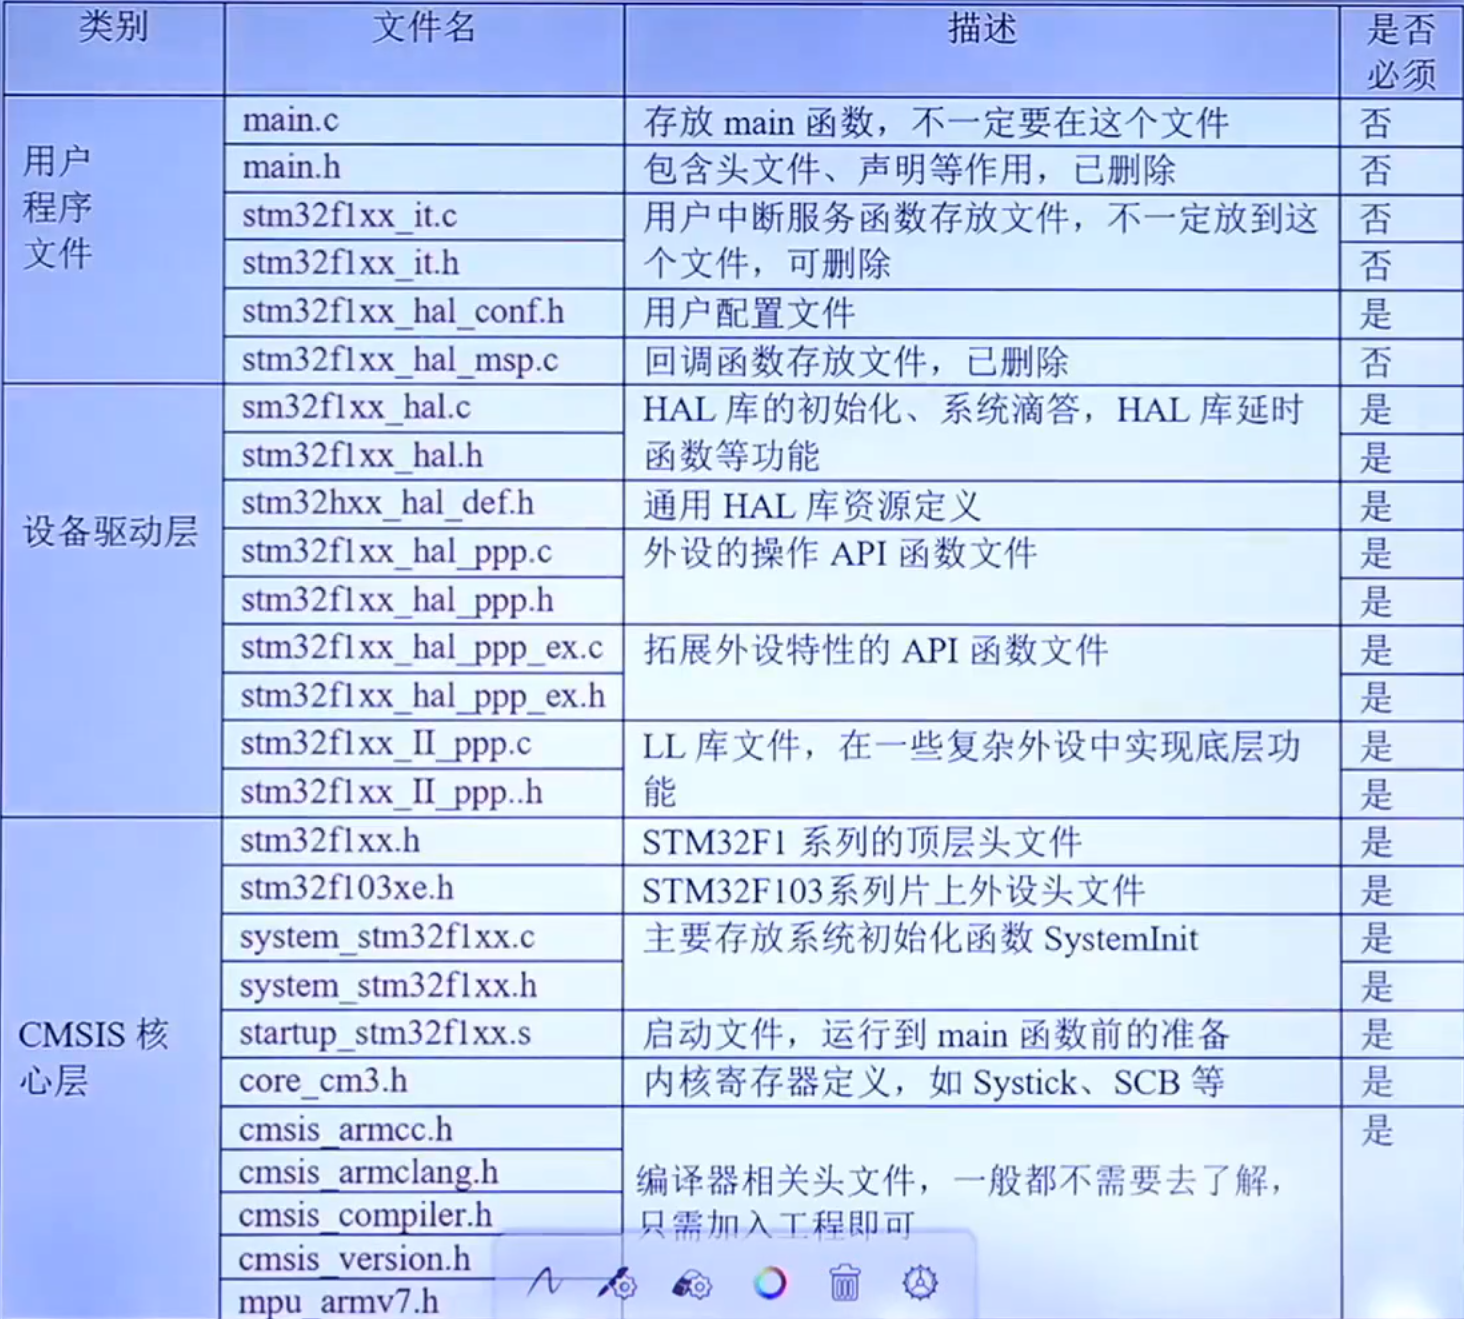 类别 文件名 描述 是否
必须
用户
程序
文件
main.c 存放 main 函数，不一定要在这个文件 否
main.h 包含头文件、声明等作用，已删除 否
stm32f1xx_it.c 用户中断服务函数存放文件，不一定放到这 否
stm32f1xx_it.h 个文件，可删除 否
stm32f1xx_hal_conf.h 用户配置文件 是
stm32f1xx_hal_msp.c 回调函数存放文件，已删除 否
设备驱动层
sm32f1xx_hal.c HAL 库的初始化、系统滴答，HAL 库延时 是
stm32f1xx_hal.h 函数等功能 是
stm32hxx_hal_def.h 通用 HAL 库资源定义 是
stm32f1xx_hal_ppp.c 外设的操作 API 函数文件 是
stm32f1xx_hal_ppp.h 是
stm32f1xx_hal_ppp_ex.c 拓展外设特性的 API 函数文件 是
stm32f1xx_hal_ppp_ex.h 是
stm32f1xx_II_ppp.c LL 库文件，在一些复杂外设中实现底层功 是
stm32f1xx_II_ppp..h 能 是
CMSIS 核
心层
stm32f1xx.h STM32F1 系列的顶层头文件 是
stm32f103xe.h STM32F103系列片上外设头文件 是
system_stm32f1xx.c 主要存放系统初始化函数 SystemInit 是
system_stm32f1xx.h 是
startup_stm32f1xx.s 启动文件，运行到 main 函数前的准备 是
core_cm3.h 内核寄存器定义，如 Systick、SCB 等 是
cmsis_armcc.h 是
cmsis_armclang.h 编译器相关头文件，一般都不需要去了解，
cmsis_compiler.h 只需加入工程即可
cmsis_version.h
mpu_armv7.h